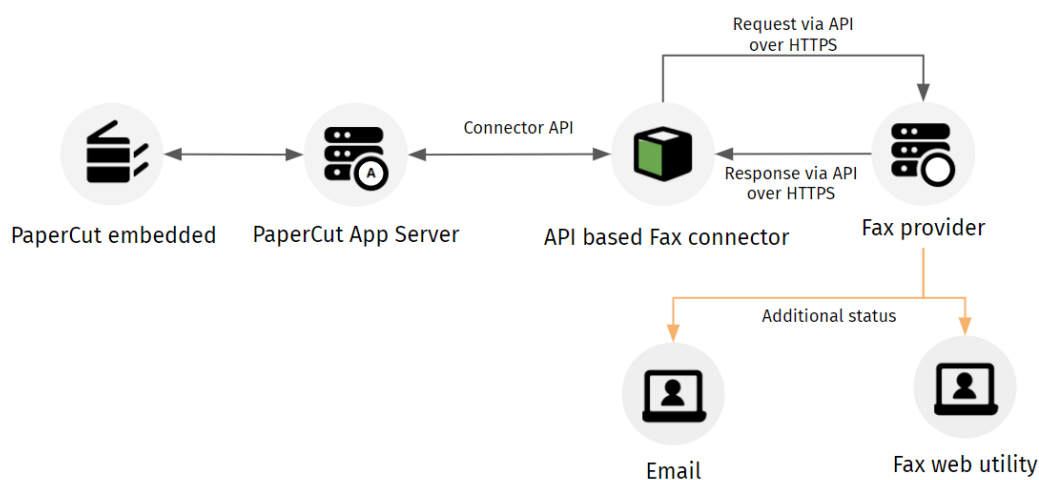 Request via API
over HTTPS
Connector API
A
Response via API
over HTTPS
PaperCut embedded
PaperCut App Server
API based Fax connector
Fax provider
Additional status
Email
Fax web utility